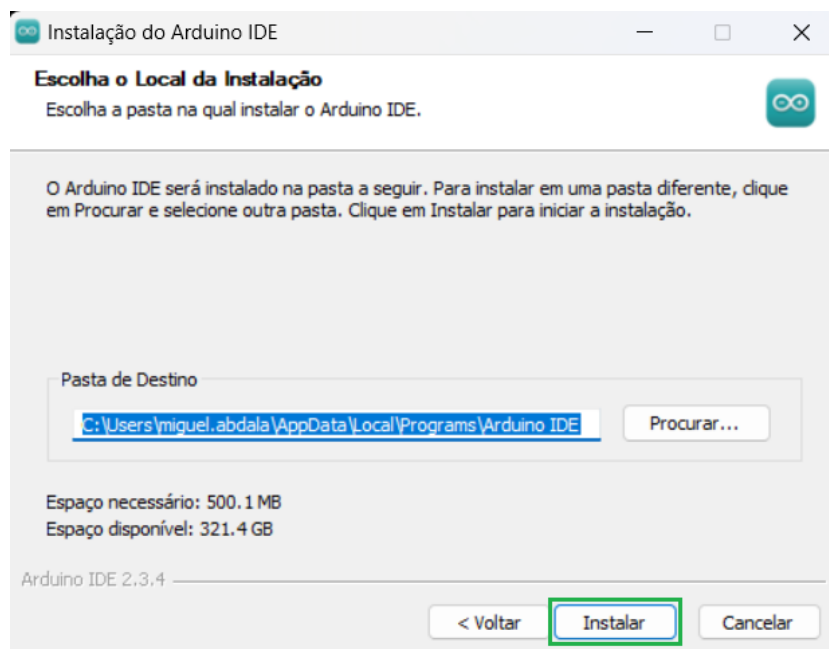 Instalação do Arduino IDE
Escolha o Local da Instalação
Escolha a pasta na qual instalar o Arduino IDE.
O Arduino IDE será instalado na pasta a seguir. Para instalar em uma pasta diferente, clique
em Procurar e selecione outra pasta. Clique em Instalar para iniciar a instalação.
Pasta de Destino
C:\Users\miguel.abdala\AppData\Local\Programs\Arduino IDE
Procurar...
Espaço necessário: 500.1 MB
Espaço disponível: 321.4 GB
Arduino IDE 2.3.4
< Voltar
Instalar
Cancelar